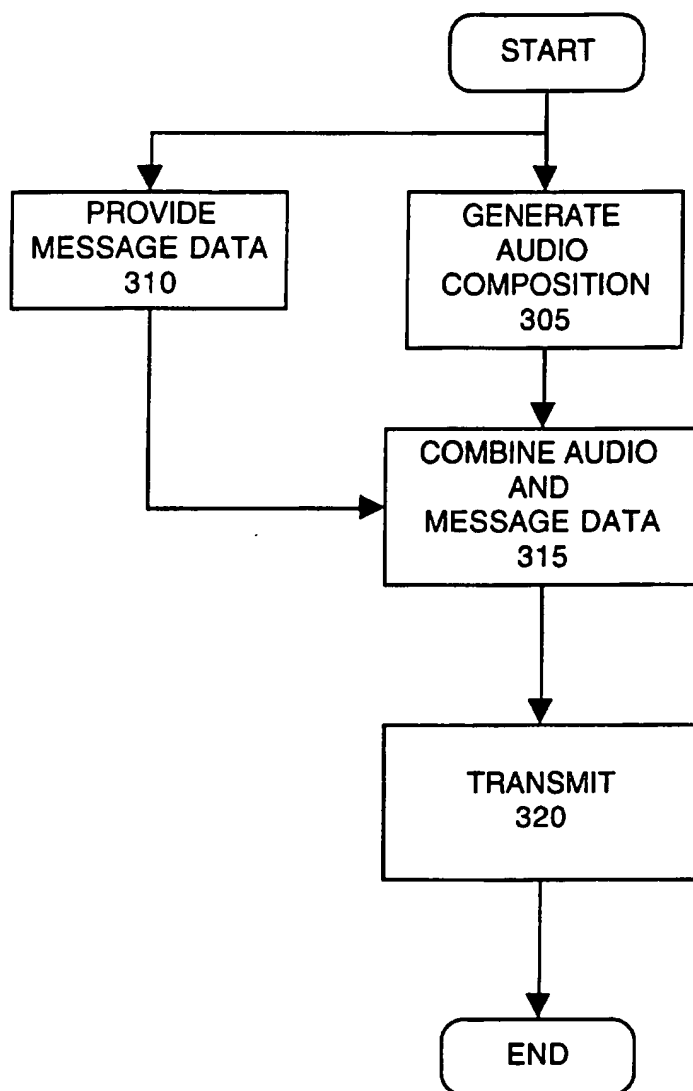 START
PROVIDE
MESSAGE DATA
310
GENERATE
AUDIO
COMPOSITION
305
COMBINE AUDIO
AND
MESSAGE DATA
315
TRANSMIT
320
END